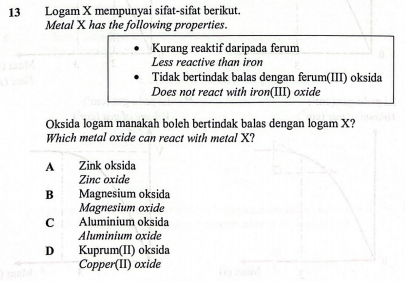 13 Logam X mempunyai sifat-sifat berikut.
Metal X has the following properties.
• Kurang reaktif daripada ferum
Less reactive than iron
• Tidak bertindak balas dengan ferum(III) oksida
Does not react with iron(III) oxide
Oksida logam manakah boleh bertindak balas dengan logam X?
Which metal oxide can react with metal X?
A Zink oksida
Zinc oxide
B Magnesium oksida
Magnesium oxide
C Aluminium oksida
Aluminium oxide
D Kuprum(II) oksida
Copper(II) oxide